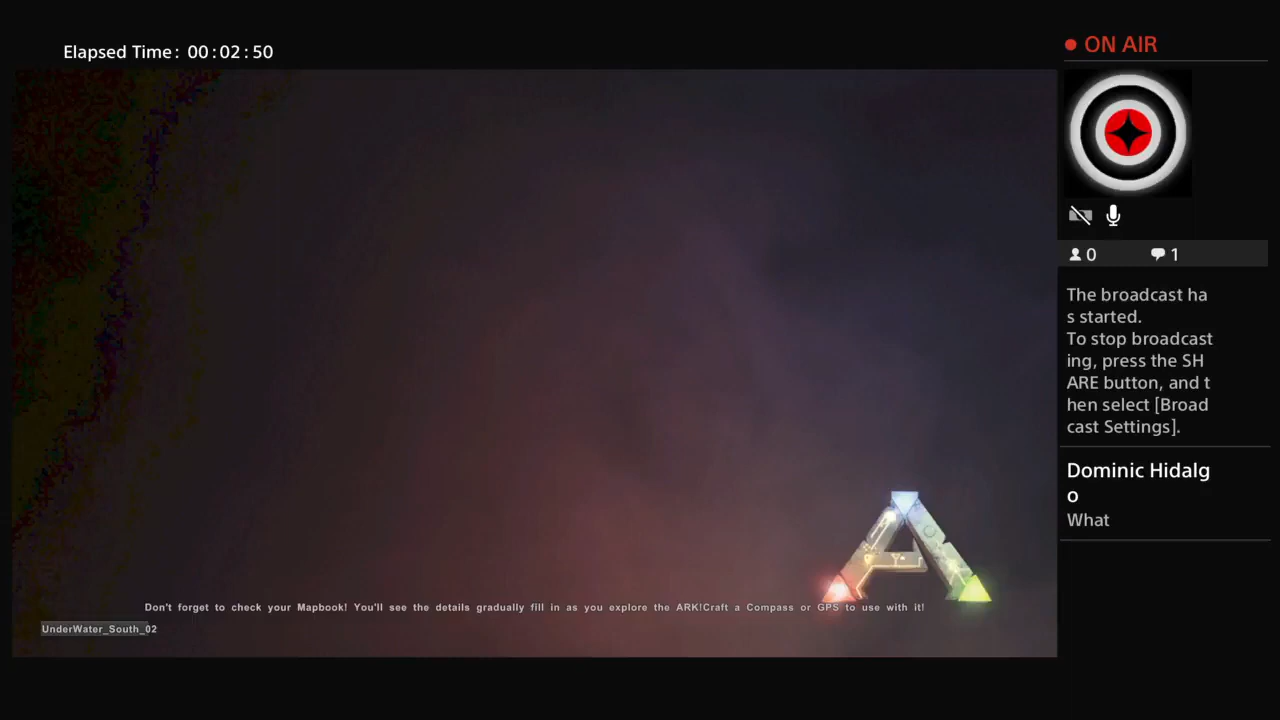 Elapsed Time: 00:02:50
ON AIR
0 1
The broadcast ha
s started.
To stop broadcast
ing, press the SH
ARE button, and t
hen select [Broad
cast Settings].
Dominic Hidalg
o
What
Don't forget to check your Mapbook! You'll see the details gradually fill in as you explore the ARK!Craft a Compass or GPS to use with it!
UnderWater_South_02